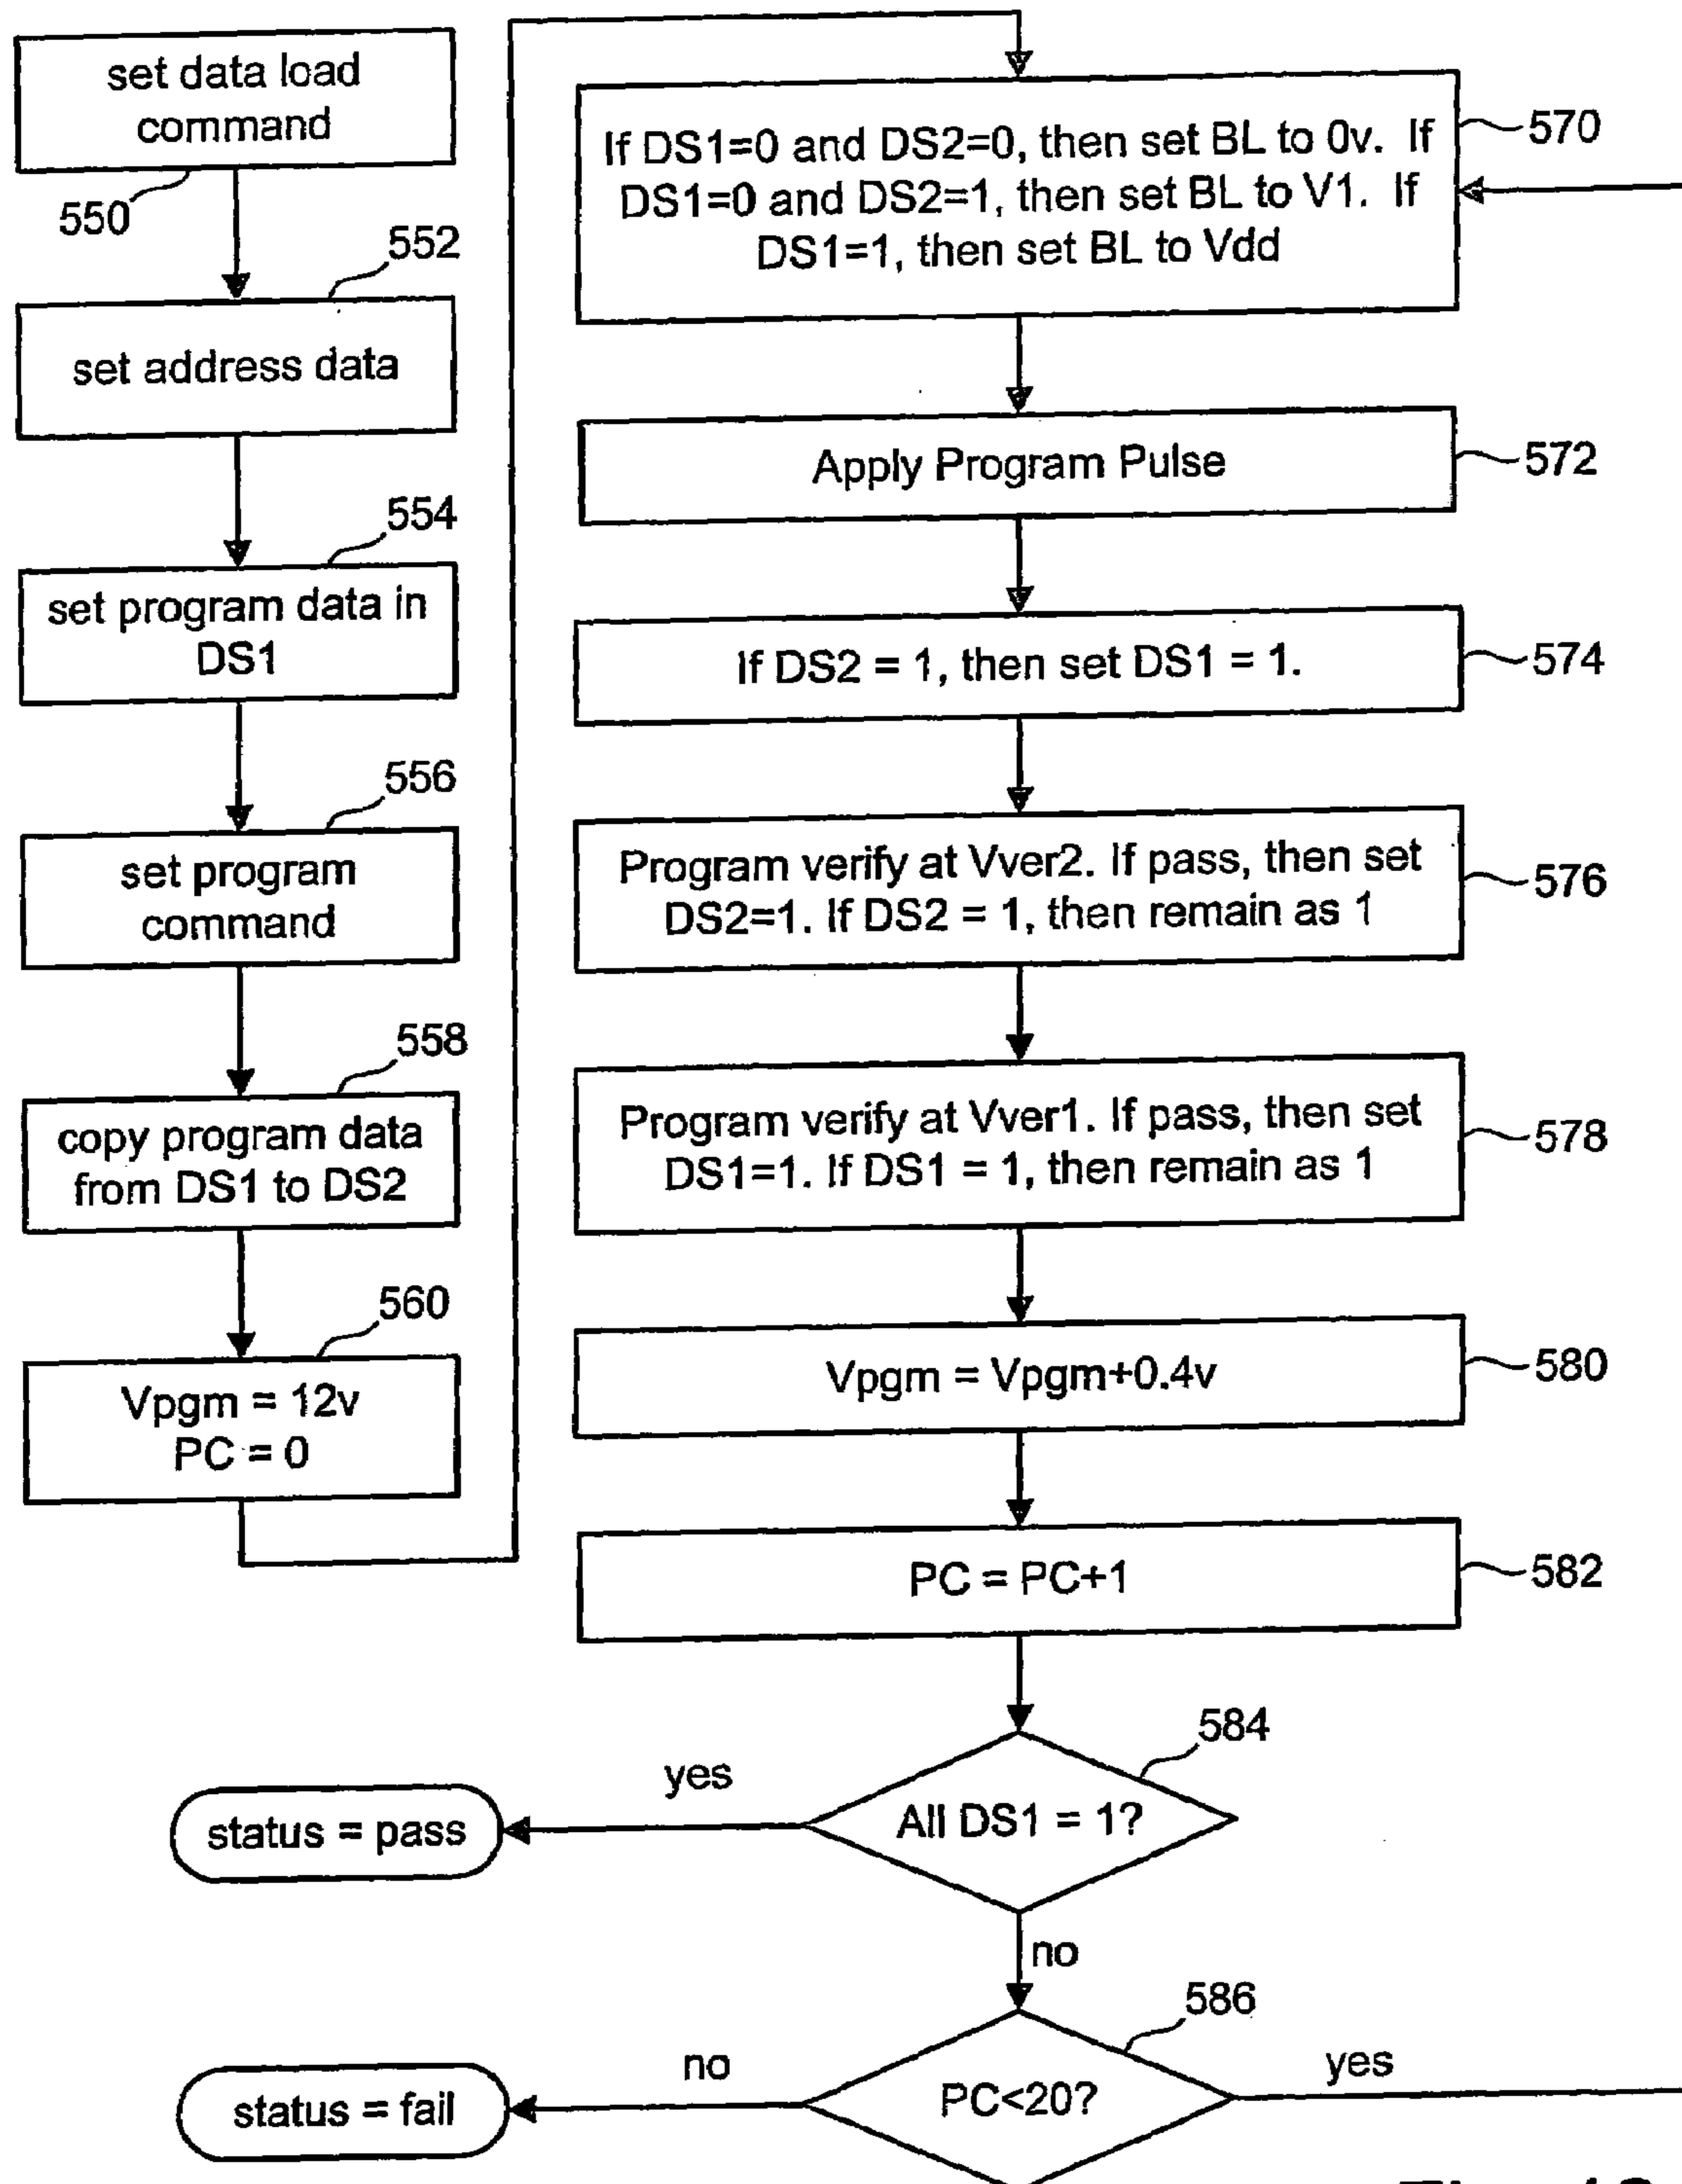 set data load
command
550
552
set address data
554
set program data in
DS1
556
set program
command
558
copy program data
from DS1 to DS2
560
Vpgm = 12v
PC = 0
If DS1=0 and DS2=0, then set BL to 0v. If
DS1=0 and DS2=1, then set BL to V1. If
DS1=1, then set BL to Vdd
570
Apply Program Pulse
572
If DS2 = 1, then set DS1 = 1.
574
Program verify at Vver2. If pass, then set
DS2=1. If DS2 = 1, then remain as 1
576
Program verify at Vver1. If pass, then set
DS1=1. If DS1 = 1, then remain as 1
578
Vpgm = Vpgm+0.4v
580
PC = PC+1
582
584
All DS1 = 1?
yes
status = pass
no
586
PC<20?
no
status = fail
yes